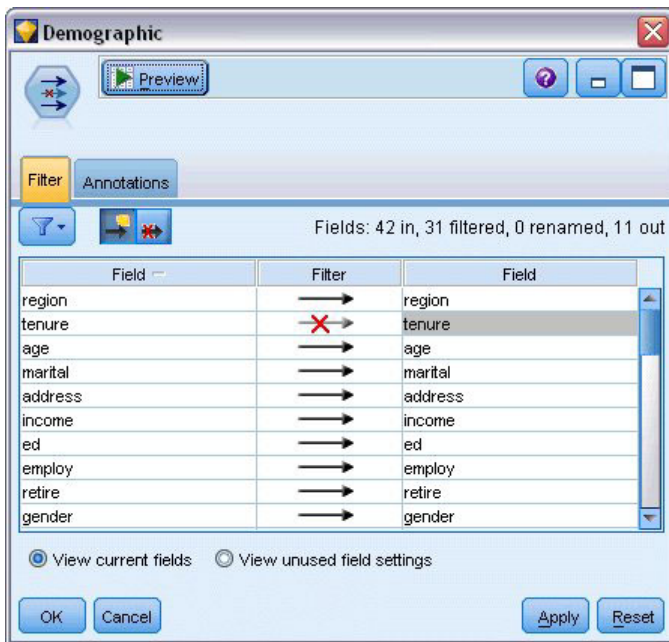 Demographic
Preview
Filter Annotations
Fields: 42 in, 31 filtered, 0 renamed, 11 out
Field Filter Field
region region
tenure tenure
age age
marital marital
address address
income income
ed ed
employ employ
retire retire
gender gender
View current fields View unused field settings
OK Cancel Apply Reset